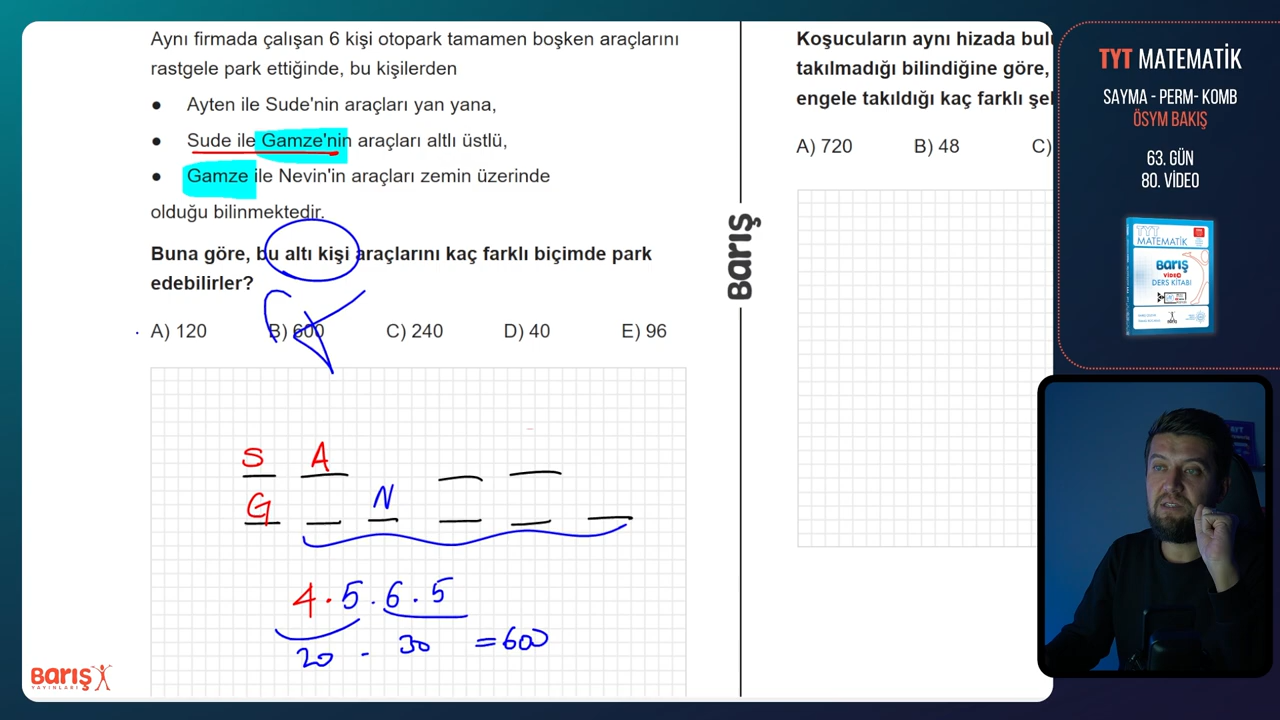 Aynı firmada çalışan 6 kişi otopark tamamen boşken araçlarını
rastgele park ettiğinde, bu kişilerden
● Ayten ile Sude'nin araçları yan yana,
● Sude ile Gamze'nin araçları altlı üstlü,
● Gamze ile Nevin'in araçları zemin üzerinde
olduğu bilinmektedir.
Buna göre, bu altı kişi araçlarını kaç farklı biçimde park
edebilirler?
A) 120 B) 600 C) 240 D) 40 E) 96
S A
G N
4 . 5 . 6 . 5
20 . 30 = 600
BARIŞ
YAYINLARI
BARIŞ
Koşucuların aynı hizada bul
takılmadığı bilindiğine göre,
engele takıldığı kaç farklı şe
A) 720 B) 48 C)
TYT MATEMATİK
SAYMA - PERM- KOMB
ÖSYM BAKIŞ
63. GÜN
80. VİDEO
TYT
MATEMATİK
BARIŞ
VİDEO
DERS KİTABI